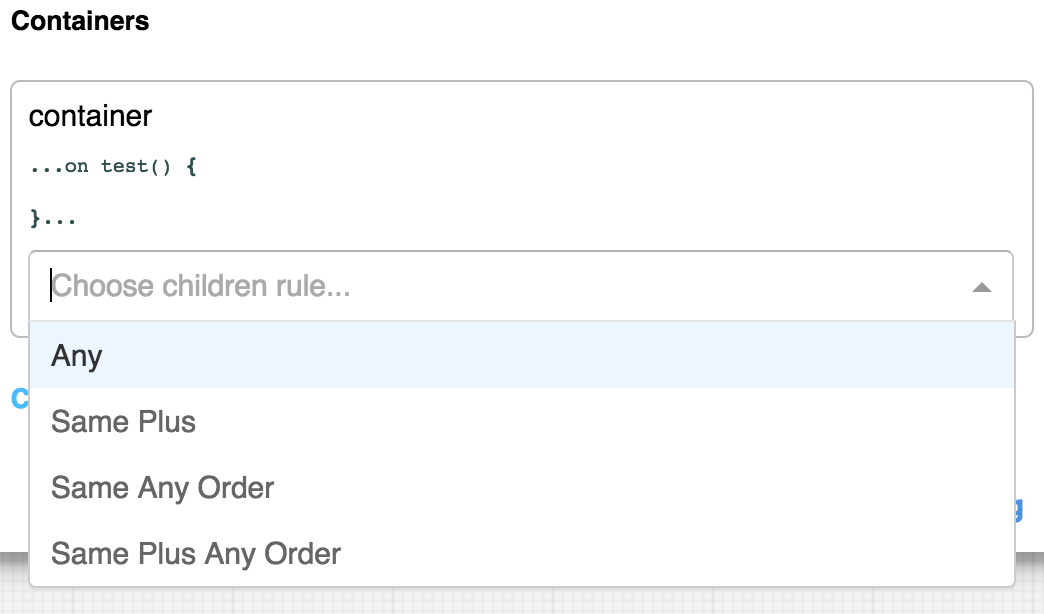 Containers
container
...on test() {
}...
Choose children rule...
Any
Same Plus
Same Any Order
Same Plus Any Order